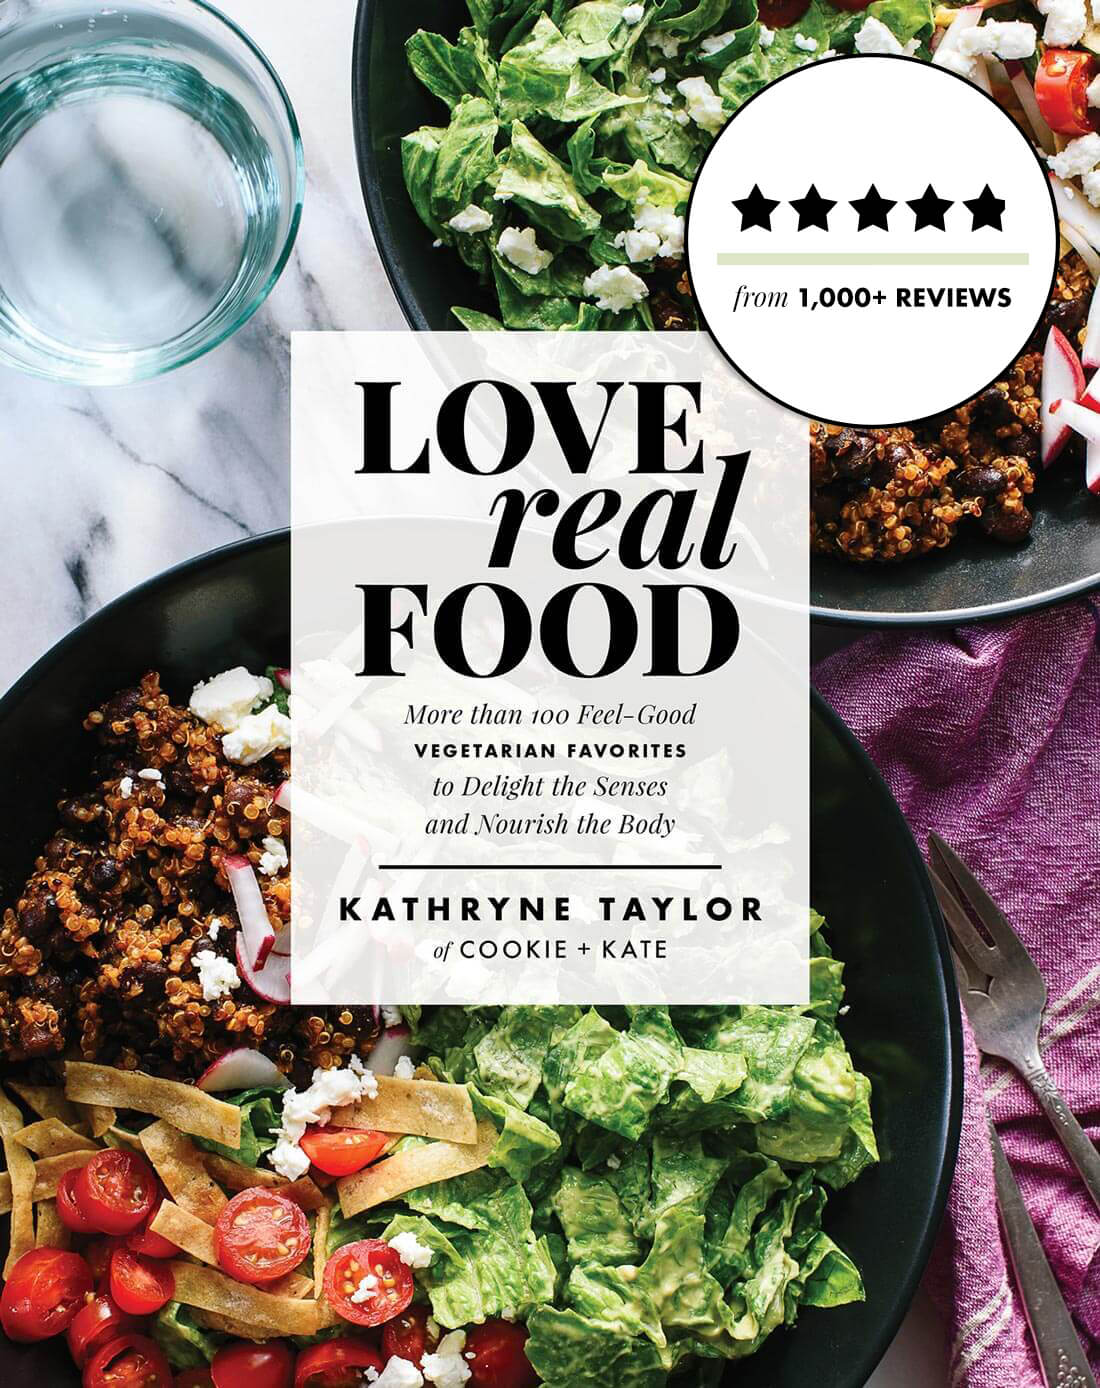 from 1,000+ REVIEWS
LOVE
real
FOOD
More than 100 Feel-Good
VEGETARIAN FAVORITES
to Delight the Senses
and Nourish the Body
KATHRYNE TAYLOR
of COOKIE + KATE